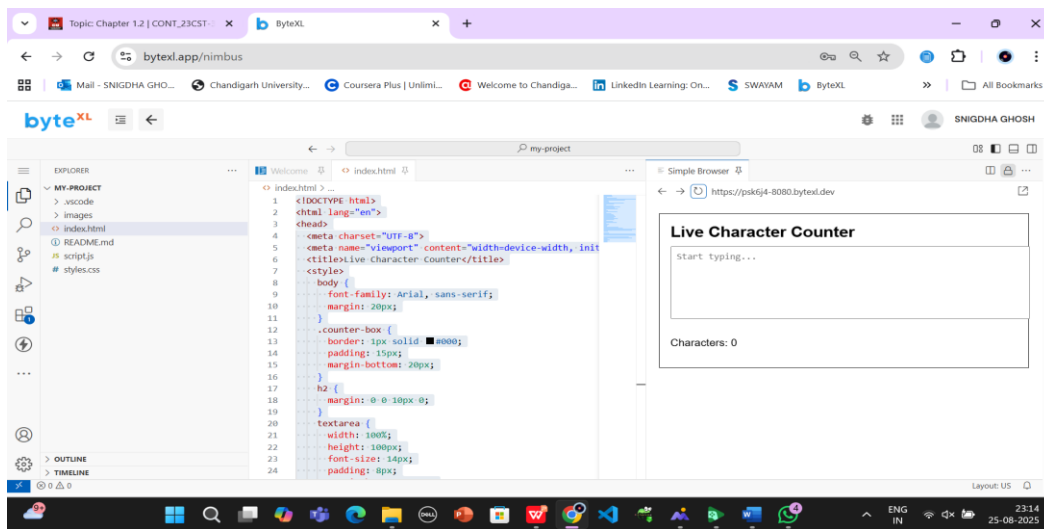 Topic: Chapter 1.2 | CONT_23CST-
ByteXL
bytexl.app/nimbus
Mail - SNIGDHA GHO...
Chandigarh University...
Coursera Plus | Unlimi...
Welcome to Chandiga...
LinkedIn Learning: On...
SWAYAM
ByteXL
All Bookmarks
byteXL
SNIGDHA GHOSH
my-project
EXPLORER
MY-PROJECT
.vscode
images
index.html
README.md
JS script.js
# styles.css
OUTLINE
TIMELINE
Welcome
index.html
index.html > ...
1 <!DOCTYPE html>
2 <html lang="en">
3 <head>
4 <meta charset="UTF-8">
5 <meta name="viewport" content="width=device-width, init
6 <title>Live Character Counter</title>
7 <style>
8 body {
9 font-family: Arial, sans-serif;
10 margin: 20px;
11 }
12 .counter-box {
13 border: 1px solid #000;
14 padding: 15px;
15 margin-bottom: 20px;
16 }
17 h2 {
18 margin: 0 0 10px 0;
19 }
20 textarea {
21 width: 100%;
22 height: 100px;
23 font-size: 14px;
24 padding: 8px;
Simple Browser
https://psk6j4-8080.bytexl.dev
Live Character Counter
Start typing...
Characters: 0
0 0
Layout: US
9+
DELL
4
ENG
IN
23:14
25-08-2025